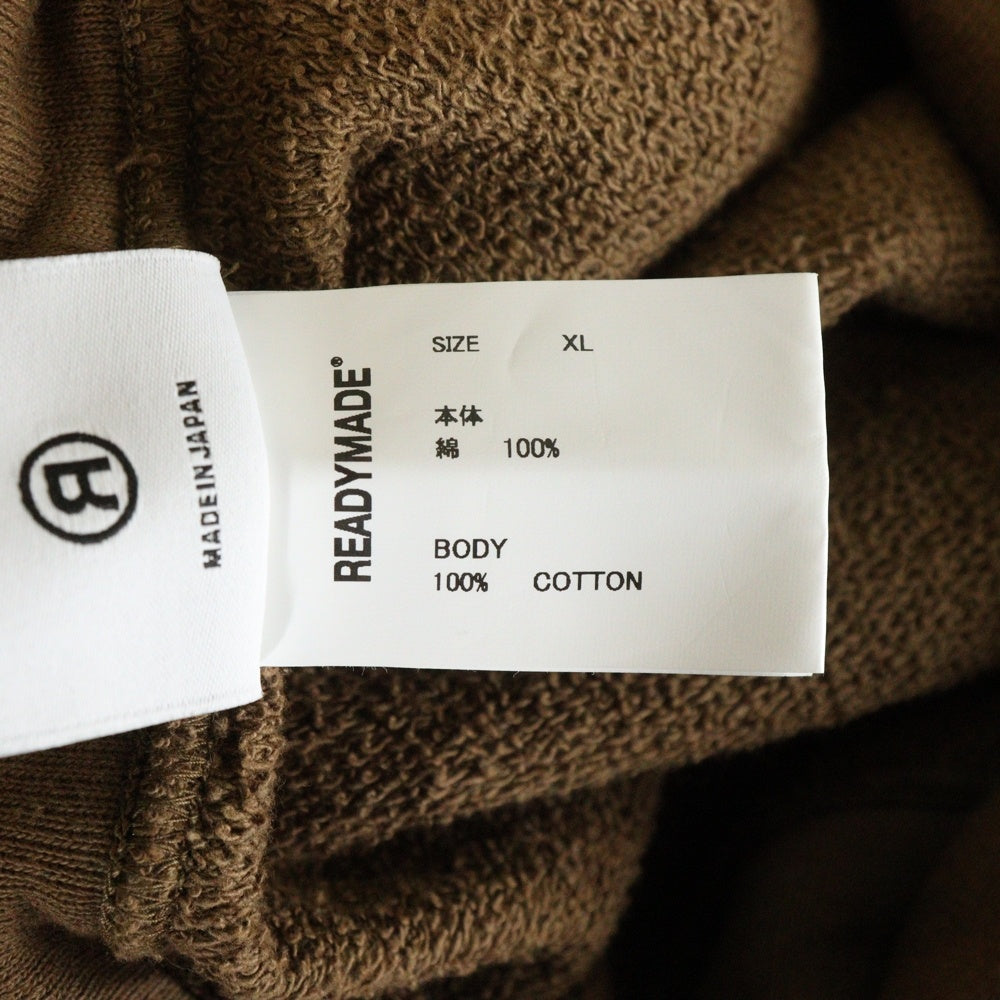 R
MADE IN JAPAN
READYMADE®
SIZE XL
本体
綿 100%
BODY
100% COTTON